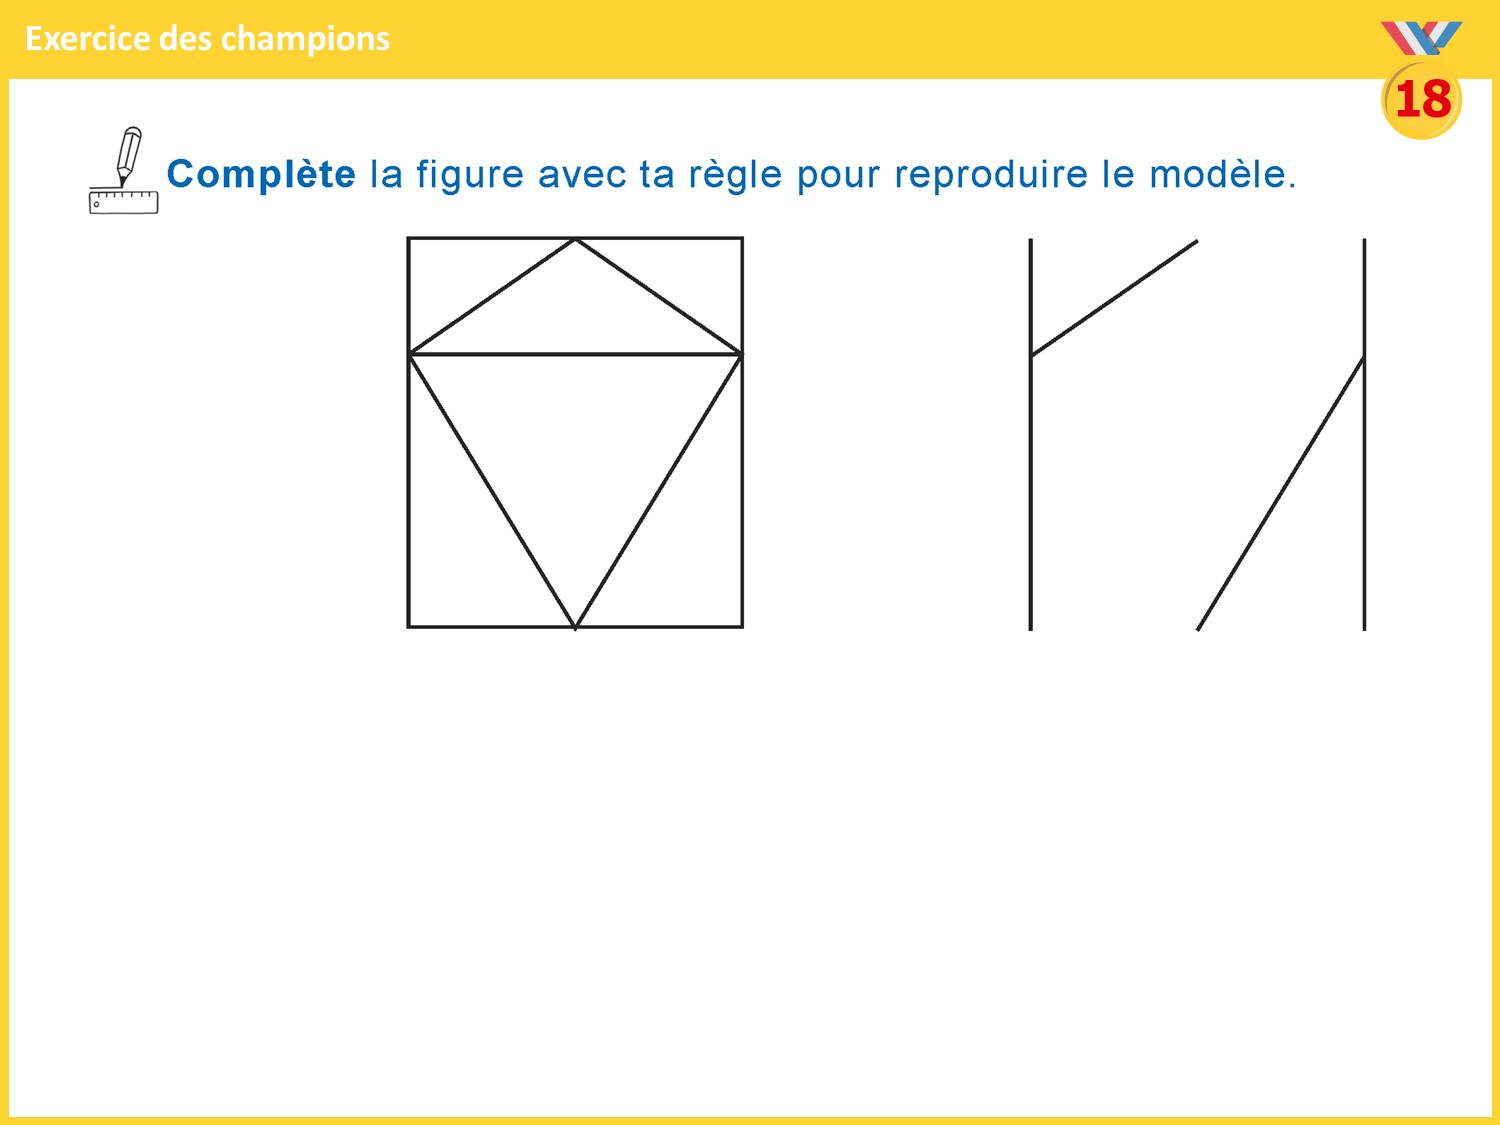 Exercice des champions
18
Complète la figure avec ta règle pour reproduire le modèle.